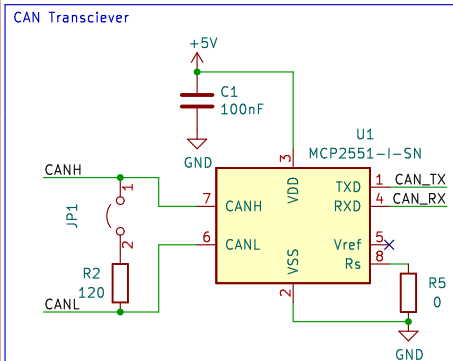 CAN Transciever
+5V
C1
100nF
GND
U1
MCP2551-I-SN
CANH
JP1
1
2
R2
120
CANL
3
VDD
7
CANH
6
CANL
TXD
1
CAN_TX
RXD
4
CAN_RX
Vref
5
Rs
8
VSS
2
R5
0
GND